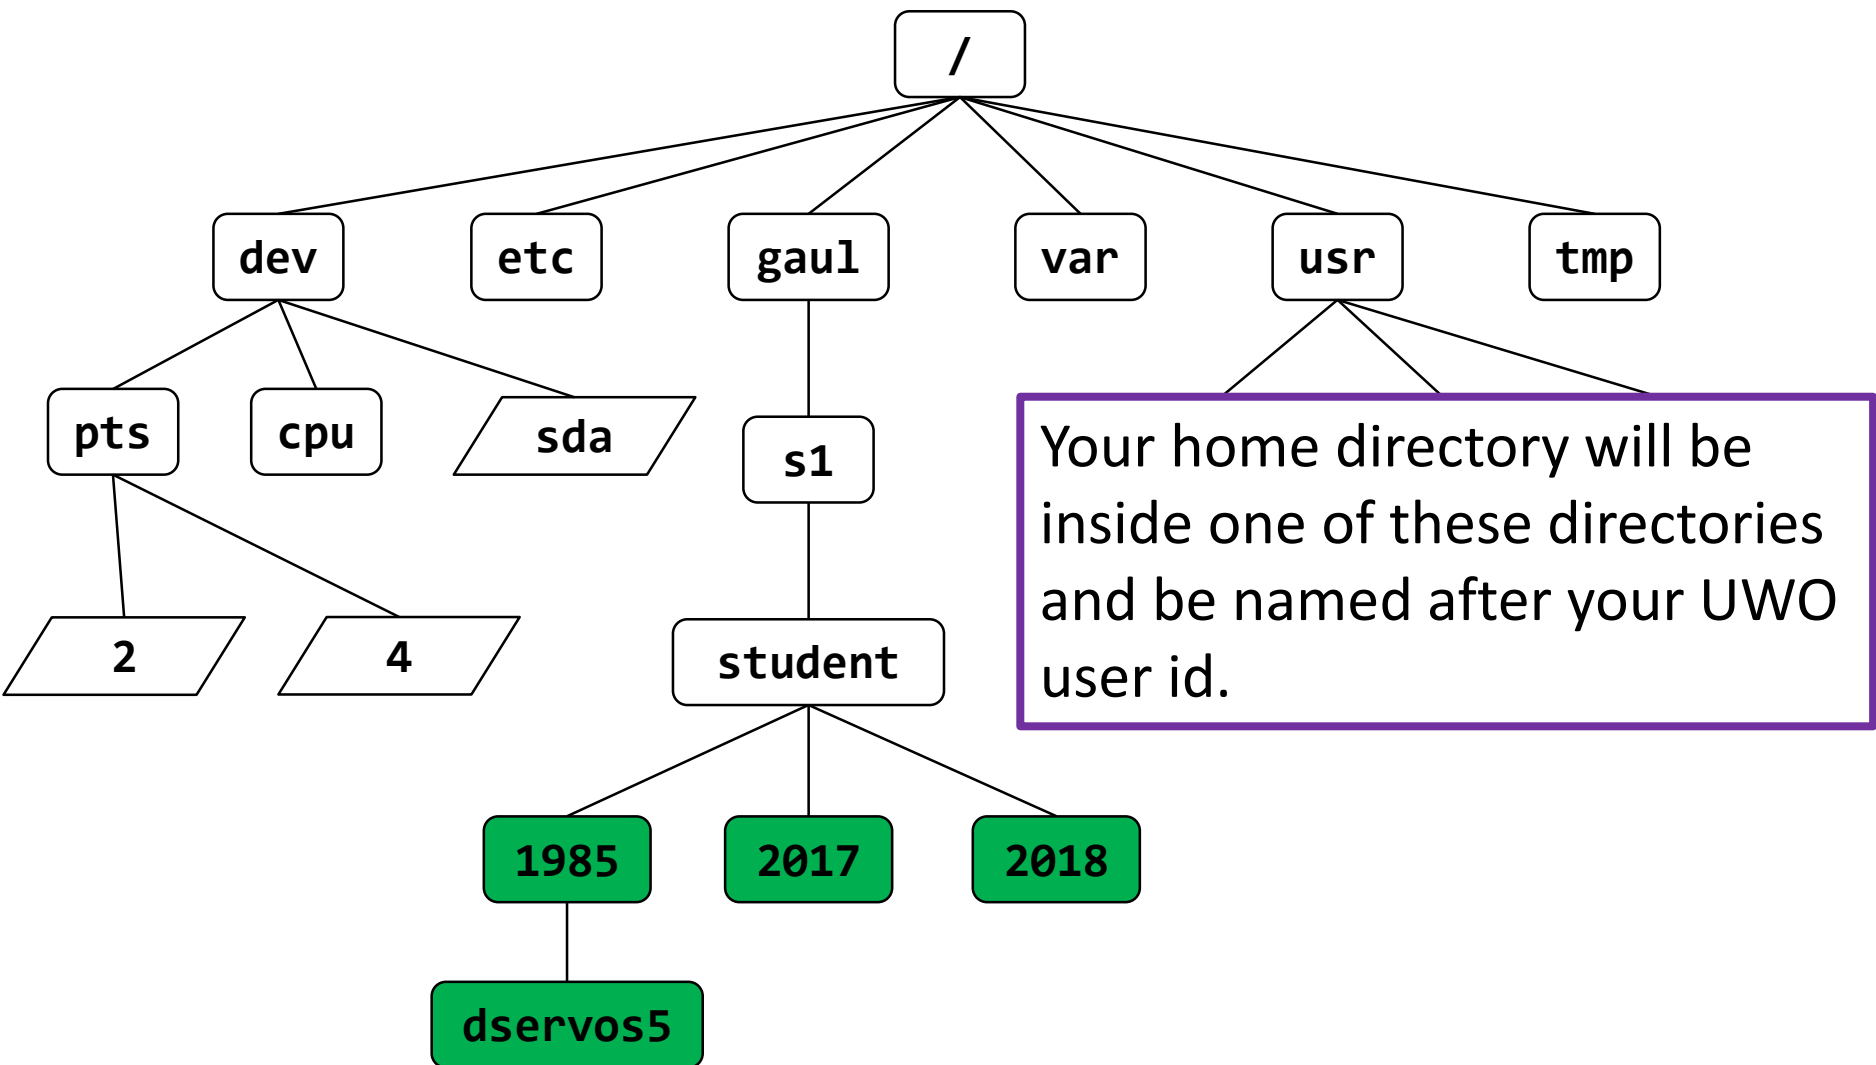 /
dev etc gaul var usr tmp
pts cpu sda s1
Your home directory will be
inside one of these directories
and be named after your UWO
user id.
2 4 student
1985 2017 2018
dservos5